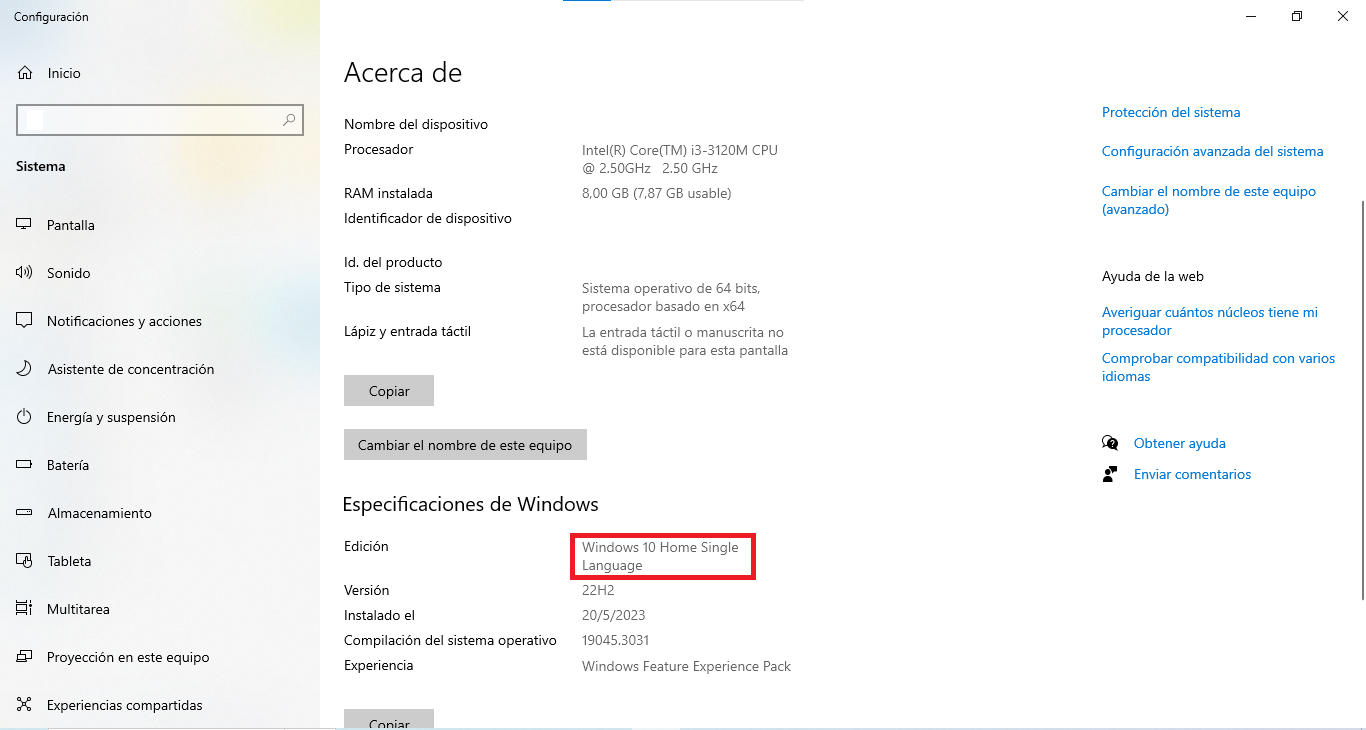 Configuración
Inicio
Sistema
Pantalla
Sonido
Notificaciones y acciones
Asistente de concentración
Energía y suspensión
Batería
Almacenamiento
Tableta
Multitarea
Proyección en este equipo
Experiencias compartidas
Acerca de
Nombre del dispositivo
Procesador
Intel(R) Core(TM) i3-3120M CPU
@ 2.50GHz 2.50 GHz
RAM instalada
8,00 GB (7,87 GB usable)
Identificador de dispositivo
Id. del producto
Tipo de sistema
Sistema operativo de 64 bits,
procesador basado en x64
Lápiz y entrada táctil
La entrada táctil o manuscrita no
está disponible para esta pantalla
Copiar
Cambiar el nombre de este equipo
Especificaciones de Windows
Edición
Windows 10 Home Single
Language
Versión
22H2
Instalado el
20/5/2023
Compilación del sistema operativo
19045.3031
Experiencia
Windows Feature Experience Pack
Copiar
Protección del sistema
Configuración avanzada del sistema
Cambiar el nombre de este equipo
(avanzado)
Ayuda de la web
Averiguar cuántos núcleos tiene mi
procesador
Comprobar compatibilidad con varios
idiomas
Obtener ayuda
Enviar comentarios